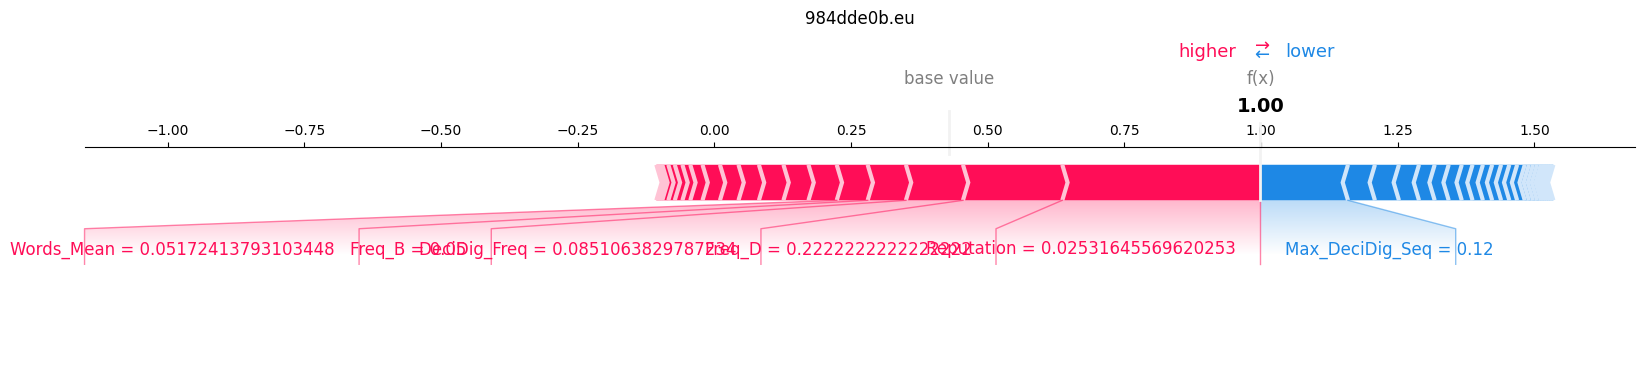 984dde0b.eu
higher → ← lower
base value f(x)
1.00
−1.00 −0.75 −0.50 −0.25 0.00 0.25 0.50 0.75 1.00 1.25 1.50
Words_Mean = 0.05172413793103448 Freq_B = 0.05 DeciDig_Freq = 0.0851063829787234 Freq_D = 0.2222222222222222 Reputation = 0.02531645569620253 Max_DeciDig_Seq = 0.12